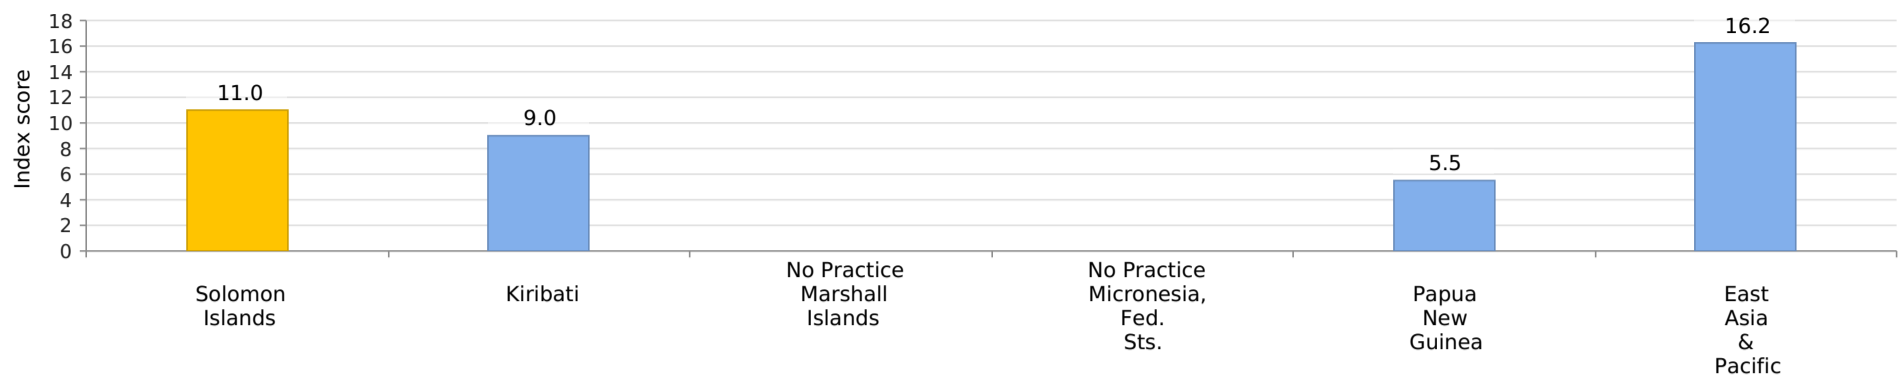 Index score
18
16
14
12
10
8
6
4
2
0
11.0
9.0
5.5
16.2
Solomon
Islands
Kiribati
No Practice
Marshall
Islands
No Practice
Micronesia,
Fed.
Sts.
Papua
New
Guinea
East
Asia
&
Pacific